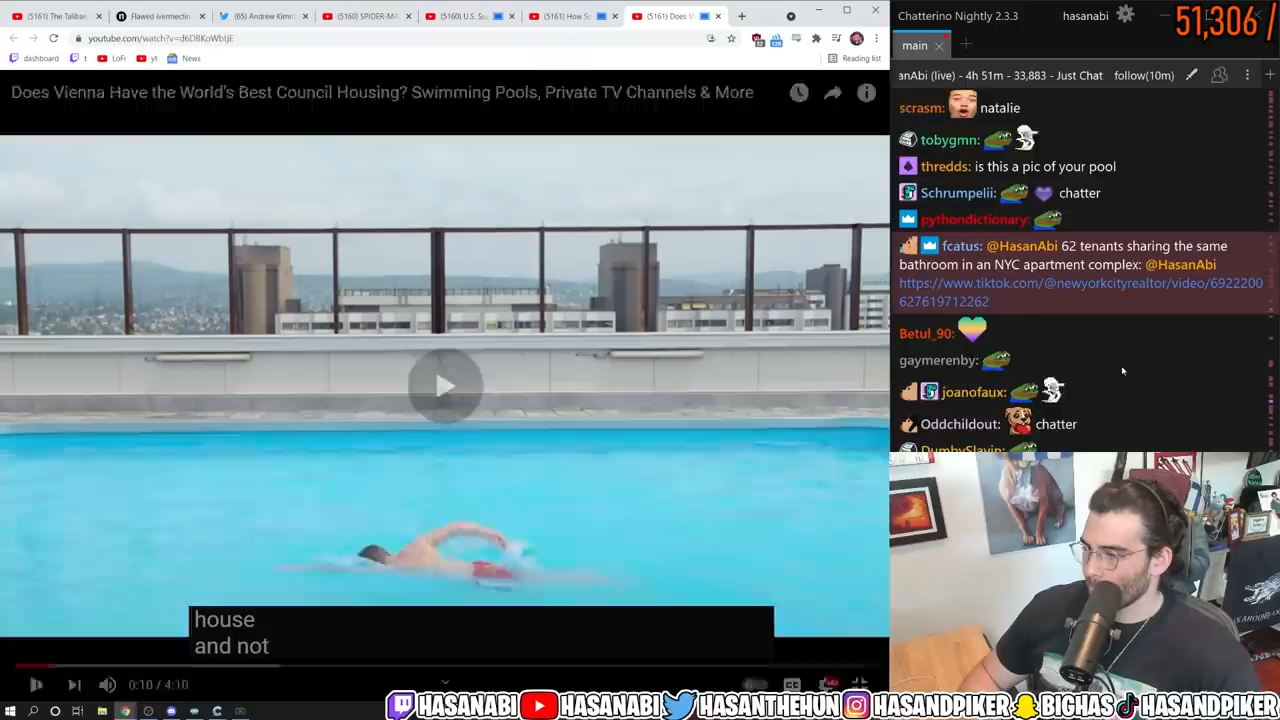 (5161) The Taliban
Flawed ivermectin
(65) Andrew Kimm
(5160) SPIDER-MA
(5160) U.S. Su
(5161) How Sc
(5161) Does Vi
youtube.com/watch?v=d6DBKoWbtjE
dashboard
t
LoFi
yt
News
Reading list
Does Vienna Have the World's Best Council Housing? Swimming Pools, Private TV Channels & More
house
and not
0:10 / 4:10
Chatterino Nightly 2.3.3
hasanabi
51,306 /
main
anAbi (live) - 4h 51m - 33,883 - Just Chat
follow(10m)
scrasm: natalie
tobygmn:
thredds: is this a pic of your pool
Schrumpelii: chatter
pythondictionary:
fcatus: @HasanAbi 62 tenants sharing the same
bathroom in an NYC apartment complex: @HasanAbi
https://www.tiktok.com/@newyorkcityrealtor/video/6922200
627619712262
Betul_90:
gaymerenby:
joanofaux:
Oddchildout: chatter
DumbySlavin:
HASANABI HASANABI HASANTHEHUN HASANDPIKER BIGHAS HASANDPIKER